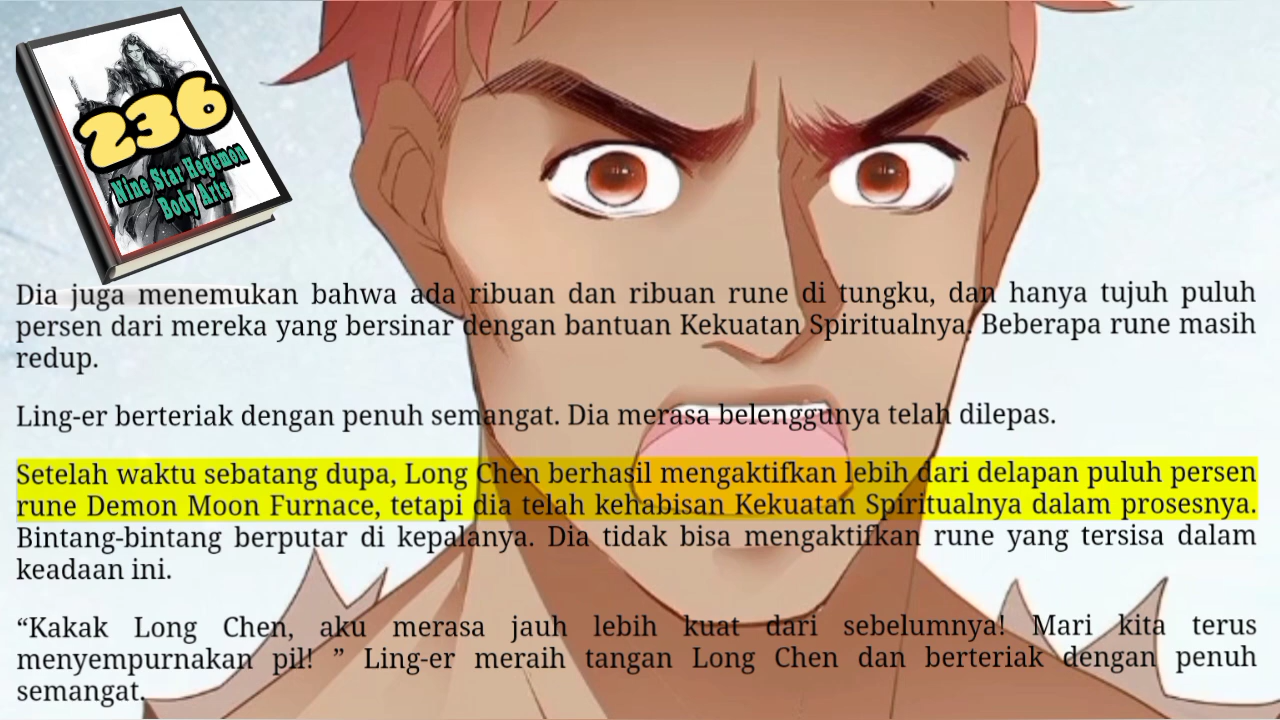 236
Nine Star Hegemon
Body Arts
Dia juga menemukan bahwa ada ribuan dan ribuan rune di tungku, dan hanya tujuh puluh
persen dari mereka yang bersinar dengan bantuan Kekuatan Spiritualnya. Beberapa rune masih
redup.
Ling-er berteriak dengan penuh semangat. Dia merasa belenggunya telah dilepas.
Setelah waktu sebatang dupa, Long Chen berhasil mengaktifkan lebih dari delapan puluh persen
rune Demon Moon Furnace, tetapi dia telah kehabisan Kekuatan Spiritualnya dalam prosesnya.
Bintang-bintang berputar di kepalanya. Dia tidak bisa mengaktifkan rune yang tersisa dalam
keadaan ini.
“Kakak Long Chen, aku merasa jauh lebih kuat dari sebelumnya! Mari kita terus
menyempurnakan pil! ” Ling-er meraih tangan Long Chen dan berteriak dengan penuh
semangat.